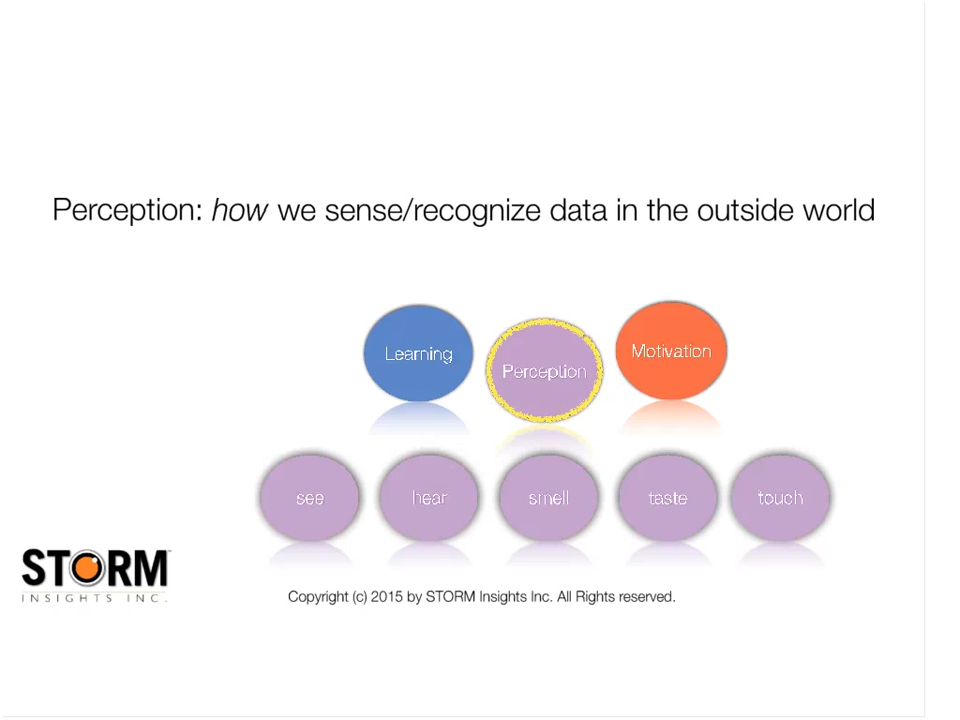 Perception: how we sense/recognize data in the outside world
Learning
Perception
Motivation
see
hear
smell
taste
touch
STORM™
INSIGHTS INC.
Copyright (c) 2015 by STORM Insights Inc. All Rights reserved.